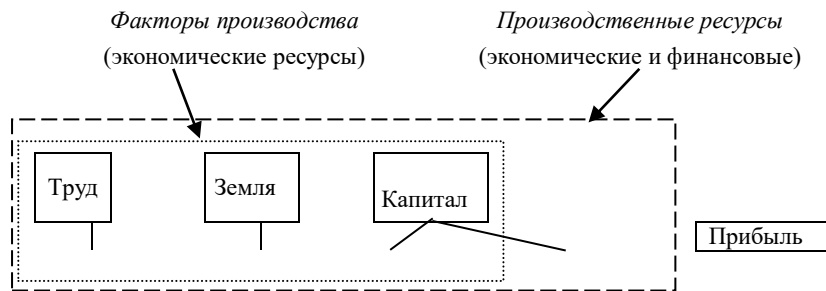 Факторы производства
(экономические ресурсы)
Производственные ресурсы
(экономические и финансовые)
Труд
Земля
Капитал
Прибыль